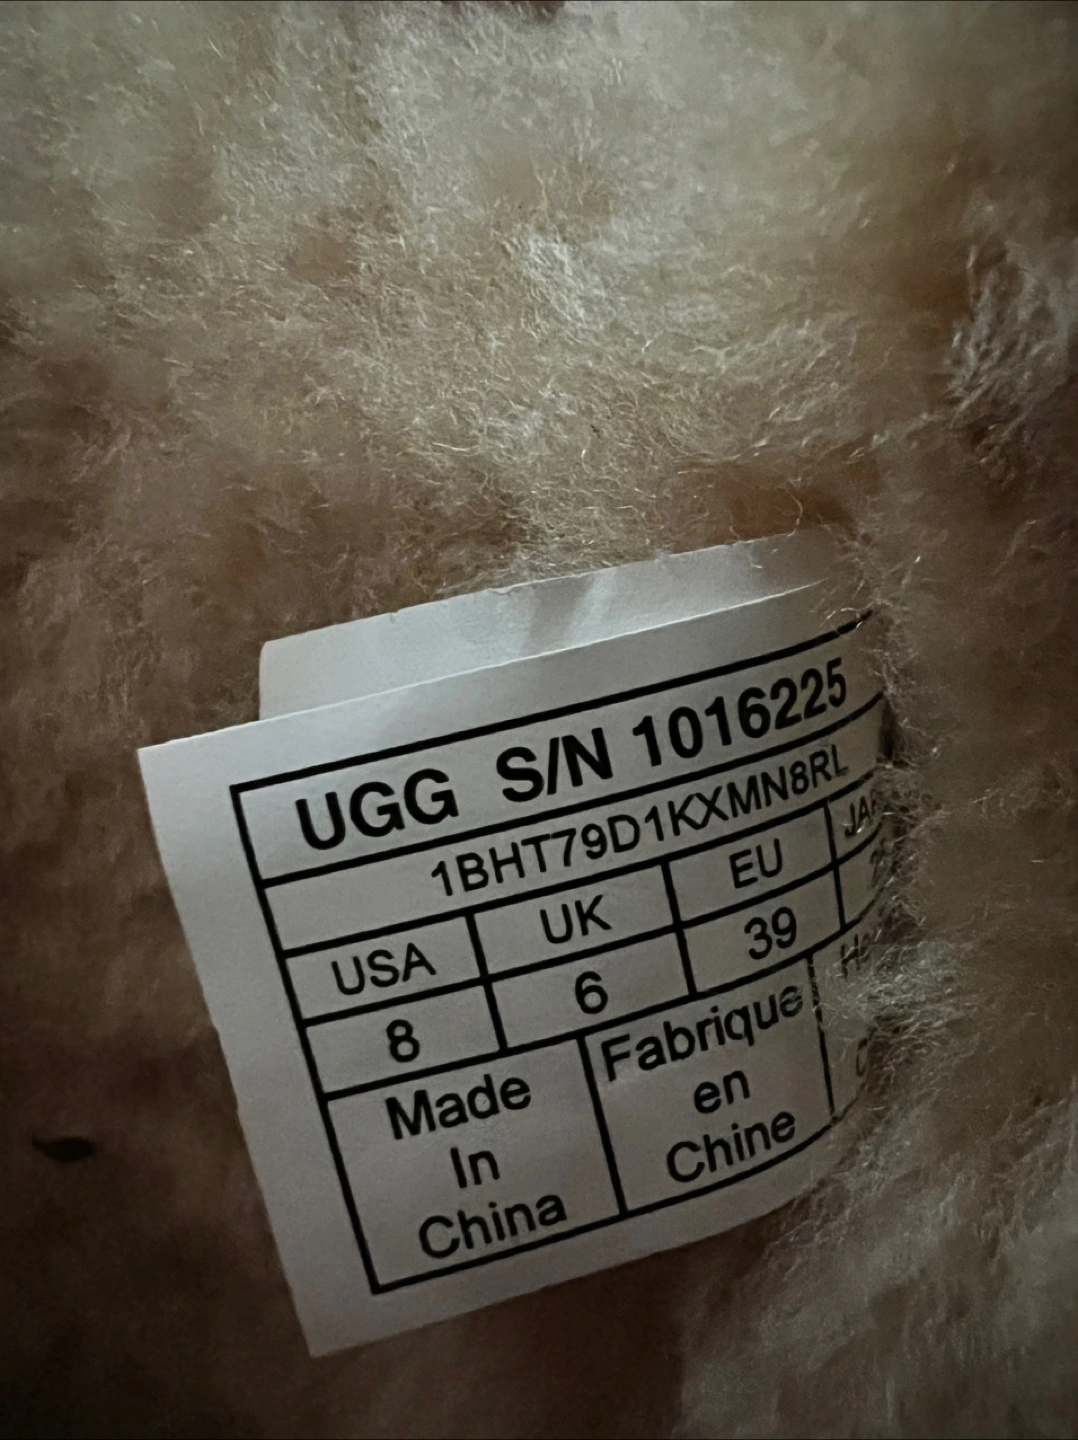 UGG S/N 1016225
1BHT79D1KXMN8RL
USA UK EU
8 6 39
Made Fabrique
In en
China Chine